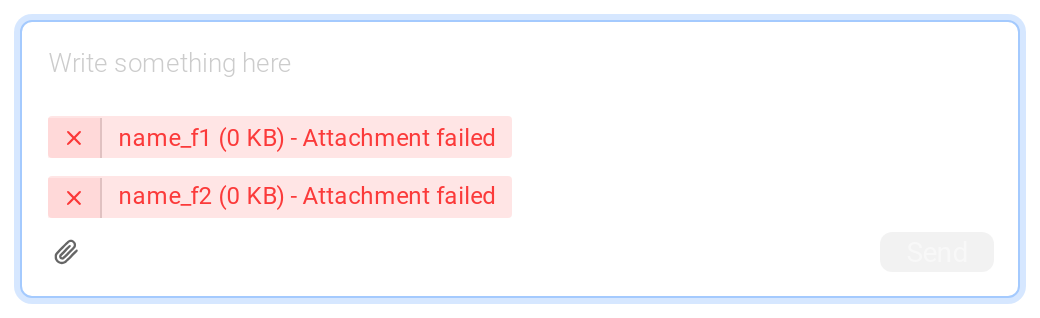 Write something here
name_f1 (0 KB) - Attachment failed
name_f2 (0 KB) - Attachment failed
Send